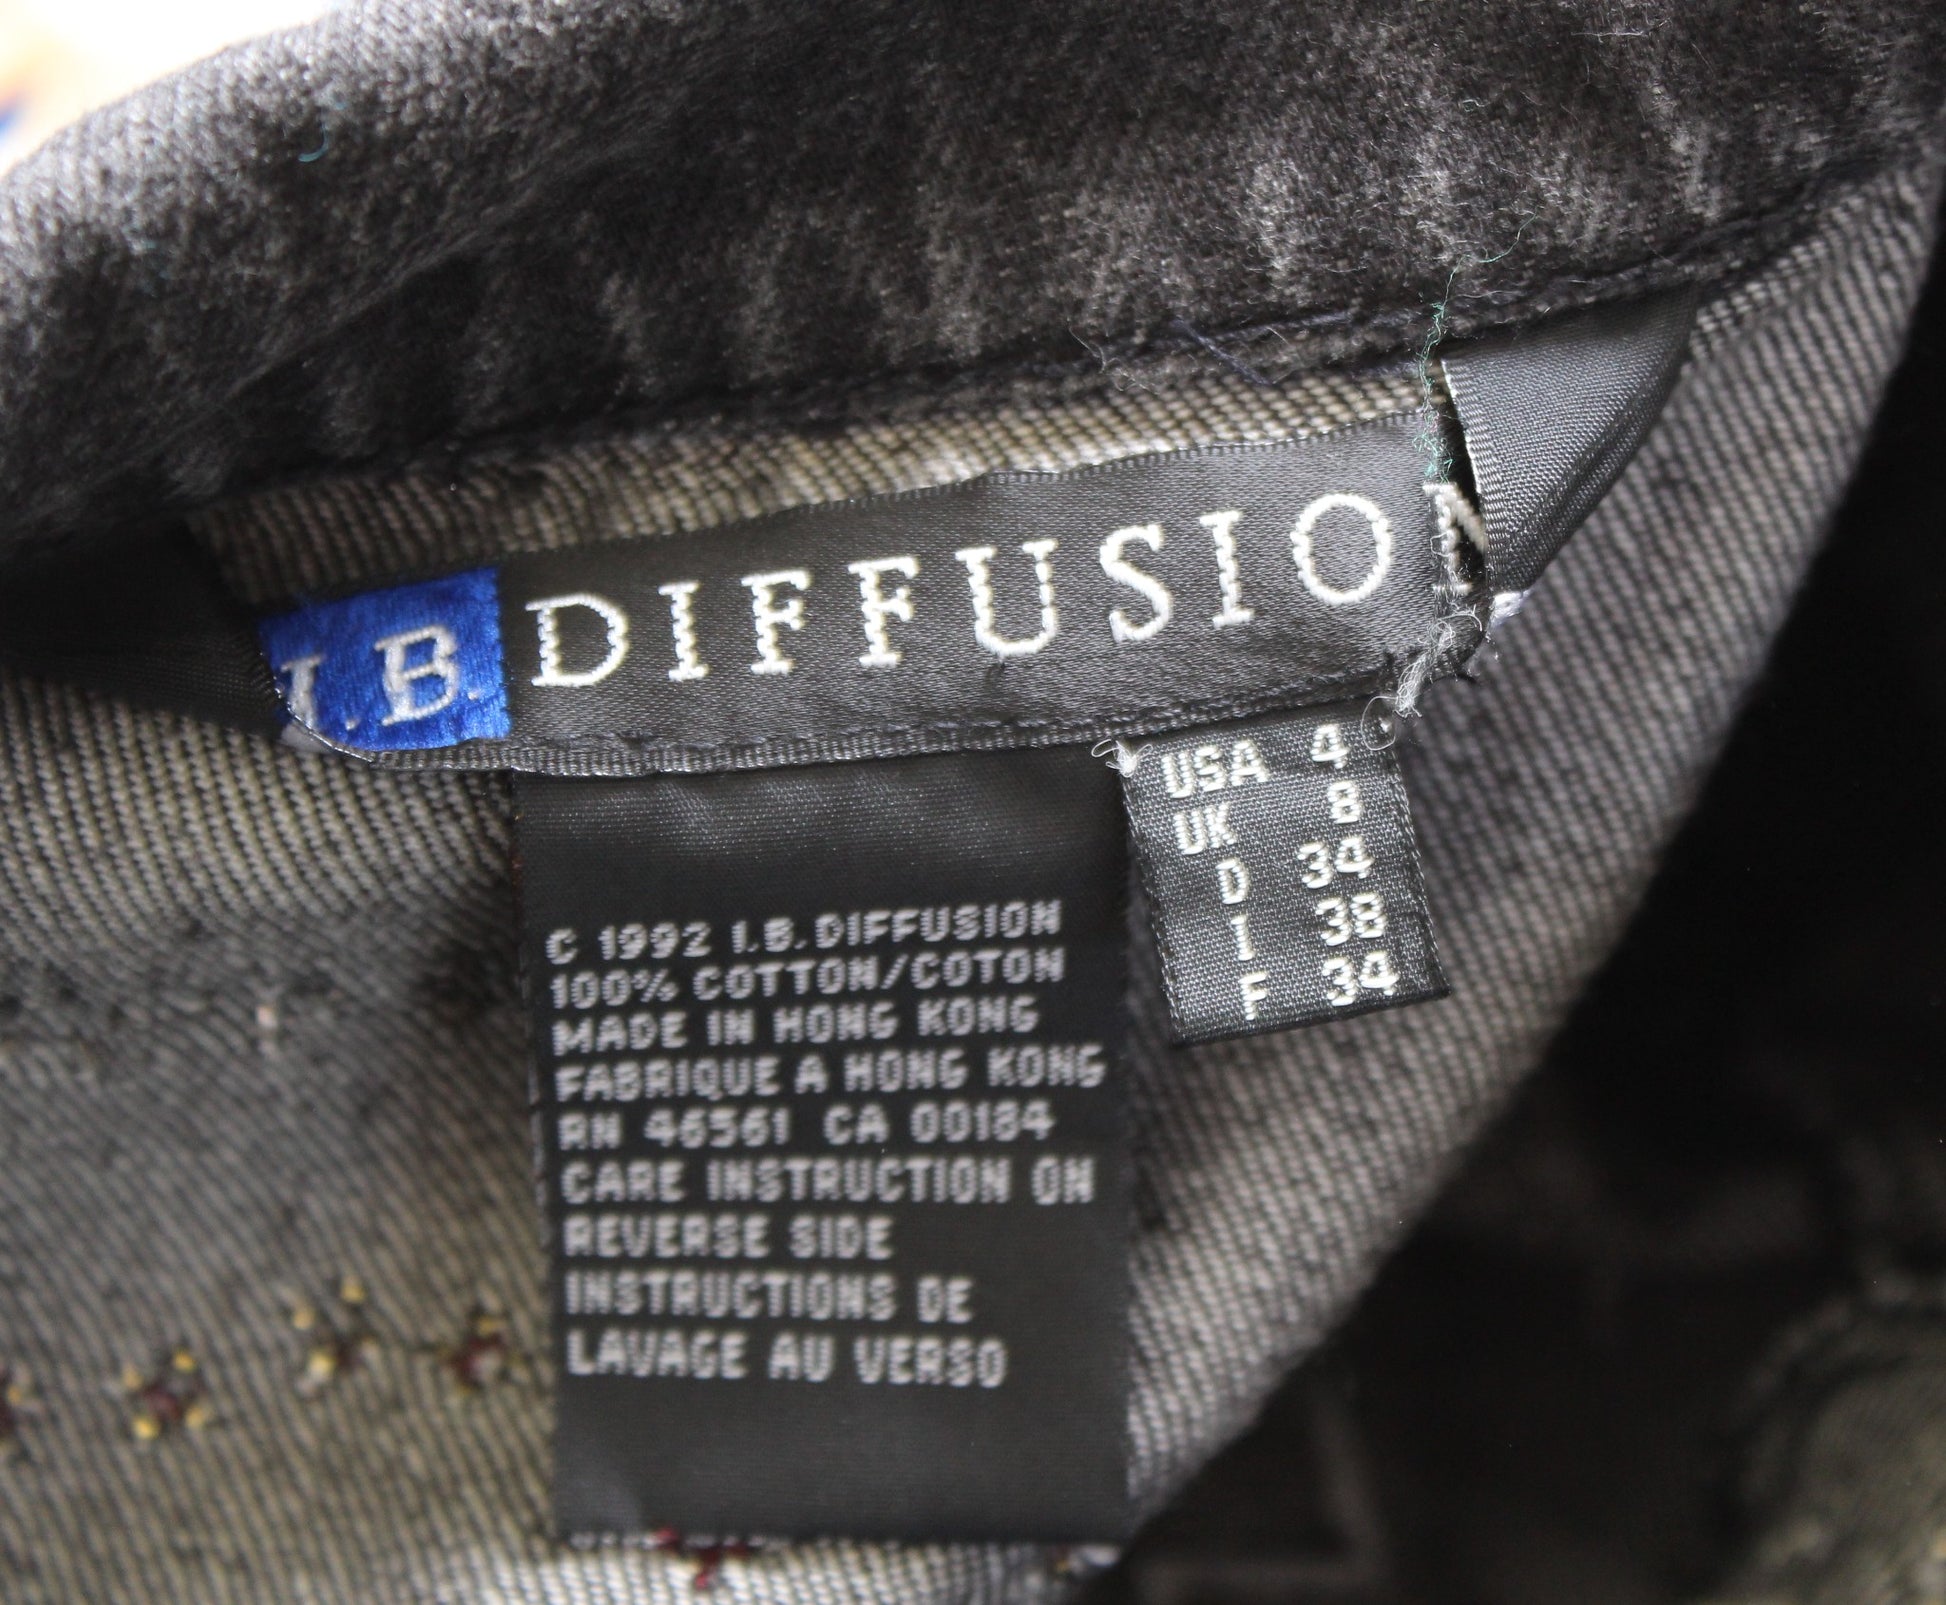 I.B. DIFFUSION
USA 4
UK 8
D 34
I 38
F 34
C 1992 I.B. DIFFUSION
100% COTTON/COTON
MADE IN HONG KONG
FABRIQUE A HONG KONG
RN 46561 CA 00184
CARE INSTRUCTION ON
REVERSE SIDE
INSTRUCTIONS DE
LAVAGE AU VERSO